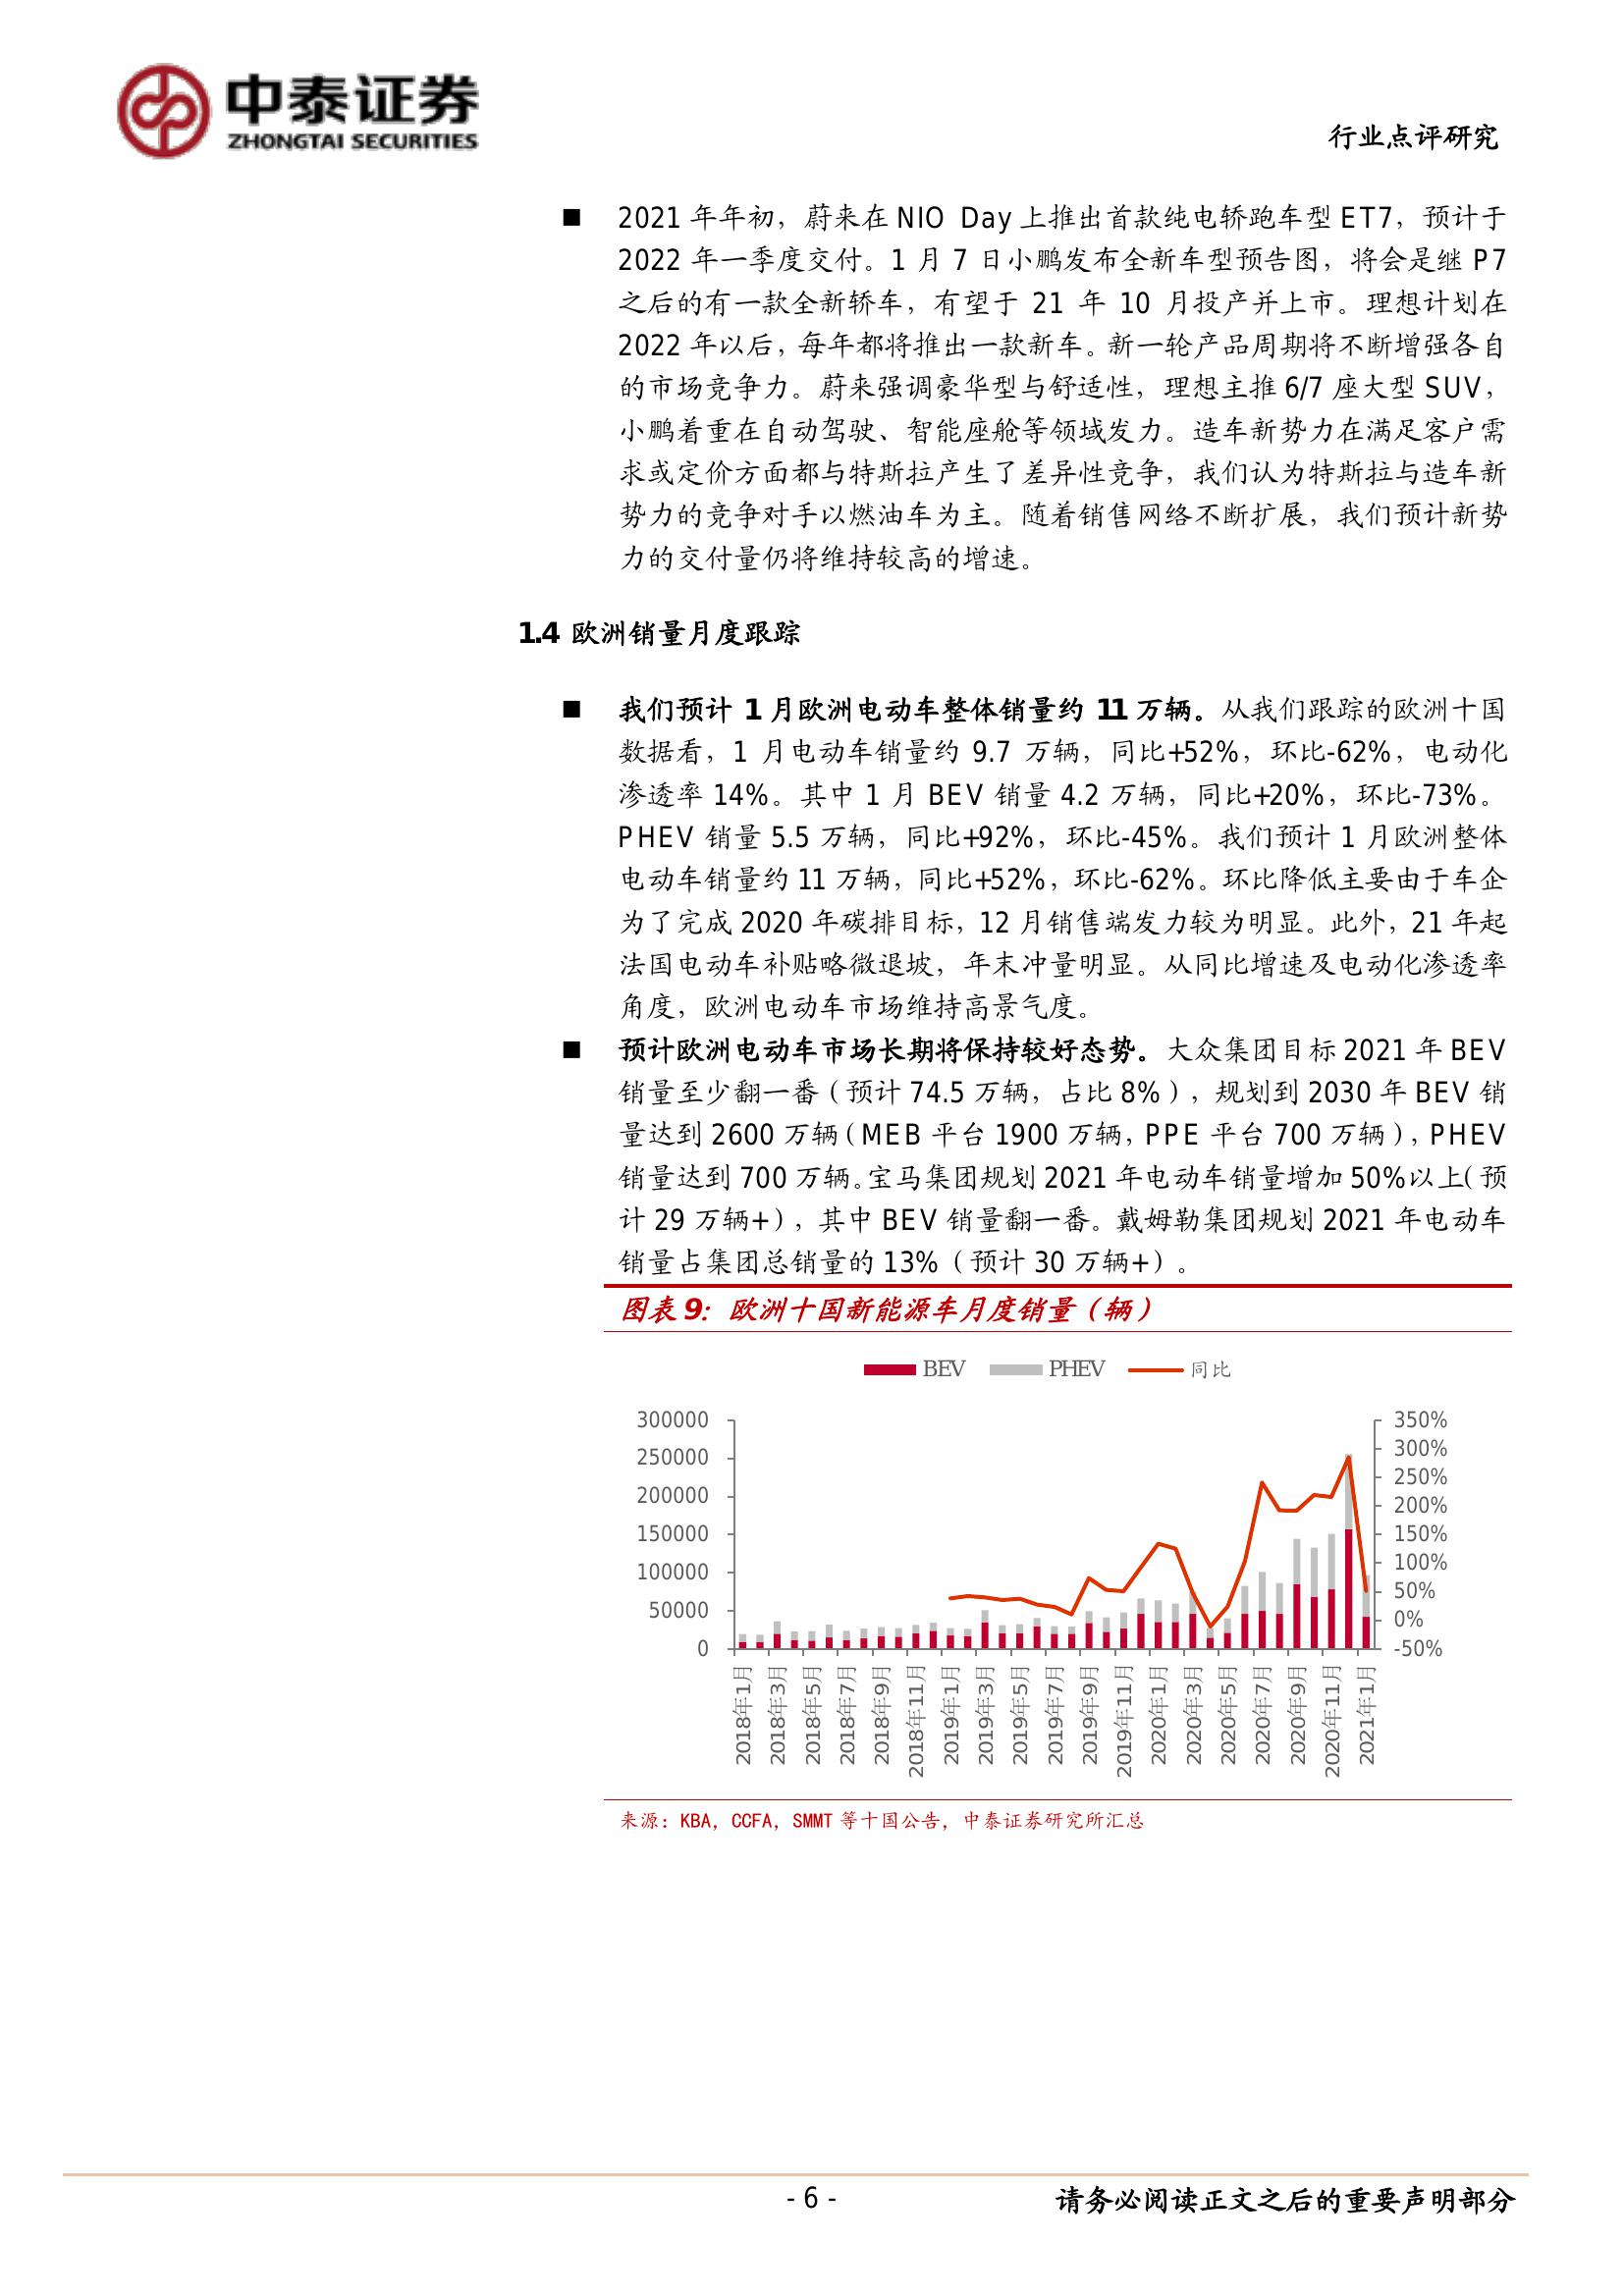 中泰证券
ZHONGTAI SECURITIES
行业点评研究
■ 2021 年年初，蔚来在 NIO Day 上推出首款纯电轿跑车型 ET7，预计于
2022 年一季度交付。1 月 7 日小鹏发布全新车型预告图，将会是继 P7
之后的有一款全新轿车，有望于 21 年 10 月投产并上市。理想计划在
2022 年以后，每年都将推出一款新车。新一轮产品周期将不断增强各自
的市场竞争力。蔚来强调豪华型与舒适性，理想主推 6/7 座大型 SUV，
小鹏着重在自动驾驶、智能座舱等领域发力。造车新势力在满足客户需
求或定价方面都与特斯拉产生了差异性竞争，我们认为特斯拉与造车新
势力的竞争对手以燃油车为主。随着销售网络不断扩展，我们预计新势
力的交付量仍将维持较高的增速。
1.4 欧洲销量月度跟踪
■ 我们预计 1 月欧洲电动车整体销量约 11 万辆。从我们跟踪的欧洲十国
数据看，1 月电动车销量约 9.7 万辆，同比+52%，环比-62%，电动化
渗透率 14%。其中 1 月 BEV 销量 4.2 万辆，同比+20%，环比-73%。
PHEV 销量 5.5 万辆，同比+92%，环比-45%。我们预计 1 月欧洲整体
电动车销量约 11 万辆，同比+52%，环比-62%。环比降低主要由于车企
为了完成 2020 年碳排目标，12 月销售端发力较为明显。此外，21 年起
法国电动车补贴略微退坡，年末冲量明显。从同比增速及电动化渗透率
角度，欧洲电动车市场维持高景气度。
■ 预计欧洲电动车市场长期将保持较好态势。大众集团目标 2021 年 BEV
销量至少翻一番（预计 74.5 万辆，占比 8%），规划到 2030 年 BEV 销
量达到 2600 万辆（MEB 平台 1900 万辆，PPE 平台 700 万辆），PHEV
销量达到 700 万辆。宝马集团规划 2021 年电动车销量增加 50%以上（预
计 29 万辆+），其中 BEV 销量翻一番。戴姆勒集团规划 2021 年电动车
销量占集团总销量的 13%（预计 30 万辆+）。
图表 9：欧洲十国新能源车月度销量（辆）
BEV PHEV 同比
300000 350%
250000 300%
200000 250%
150000 200%
100000 150%
50000 100%
0 50%
0%
-50%
2018年1月 2018年3月 2018年5月 2018年7月 2018年9月 2018年11月 2019年1月 2019年3月 2019年5月 2019年7月 2019年9月 2019年11月 2020年1月 2020年3月 2020年5月 2020年7月 2020年9月 2020年11月 2021年1月
来源：KBA，CCFA，SMMT 等十国公告，中泰证券研究所汇总
- 6 -
请务必阅读正文之后的重要声明部分